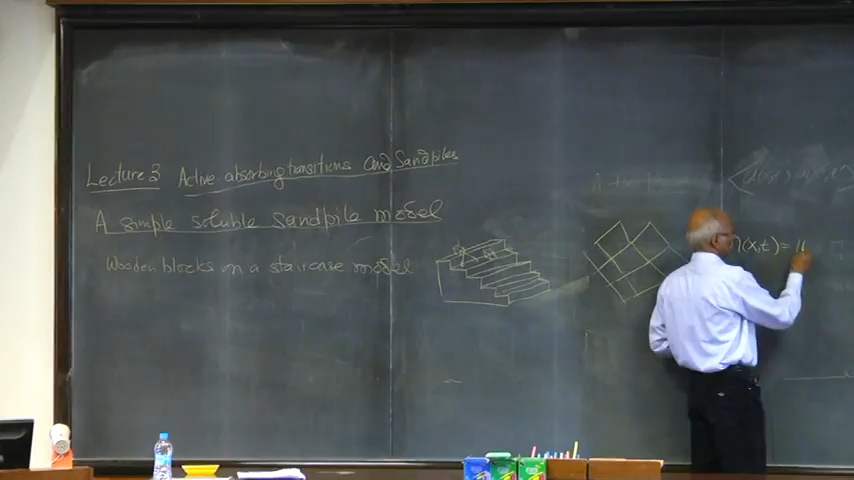 Lecture 3 Active absorbing transitions and Sandpiles
A simple soluble sandpile model
Wooden blocks on a staircase model
(x,t) =